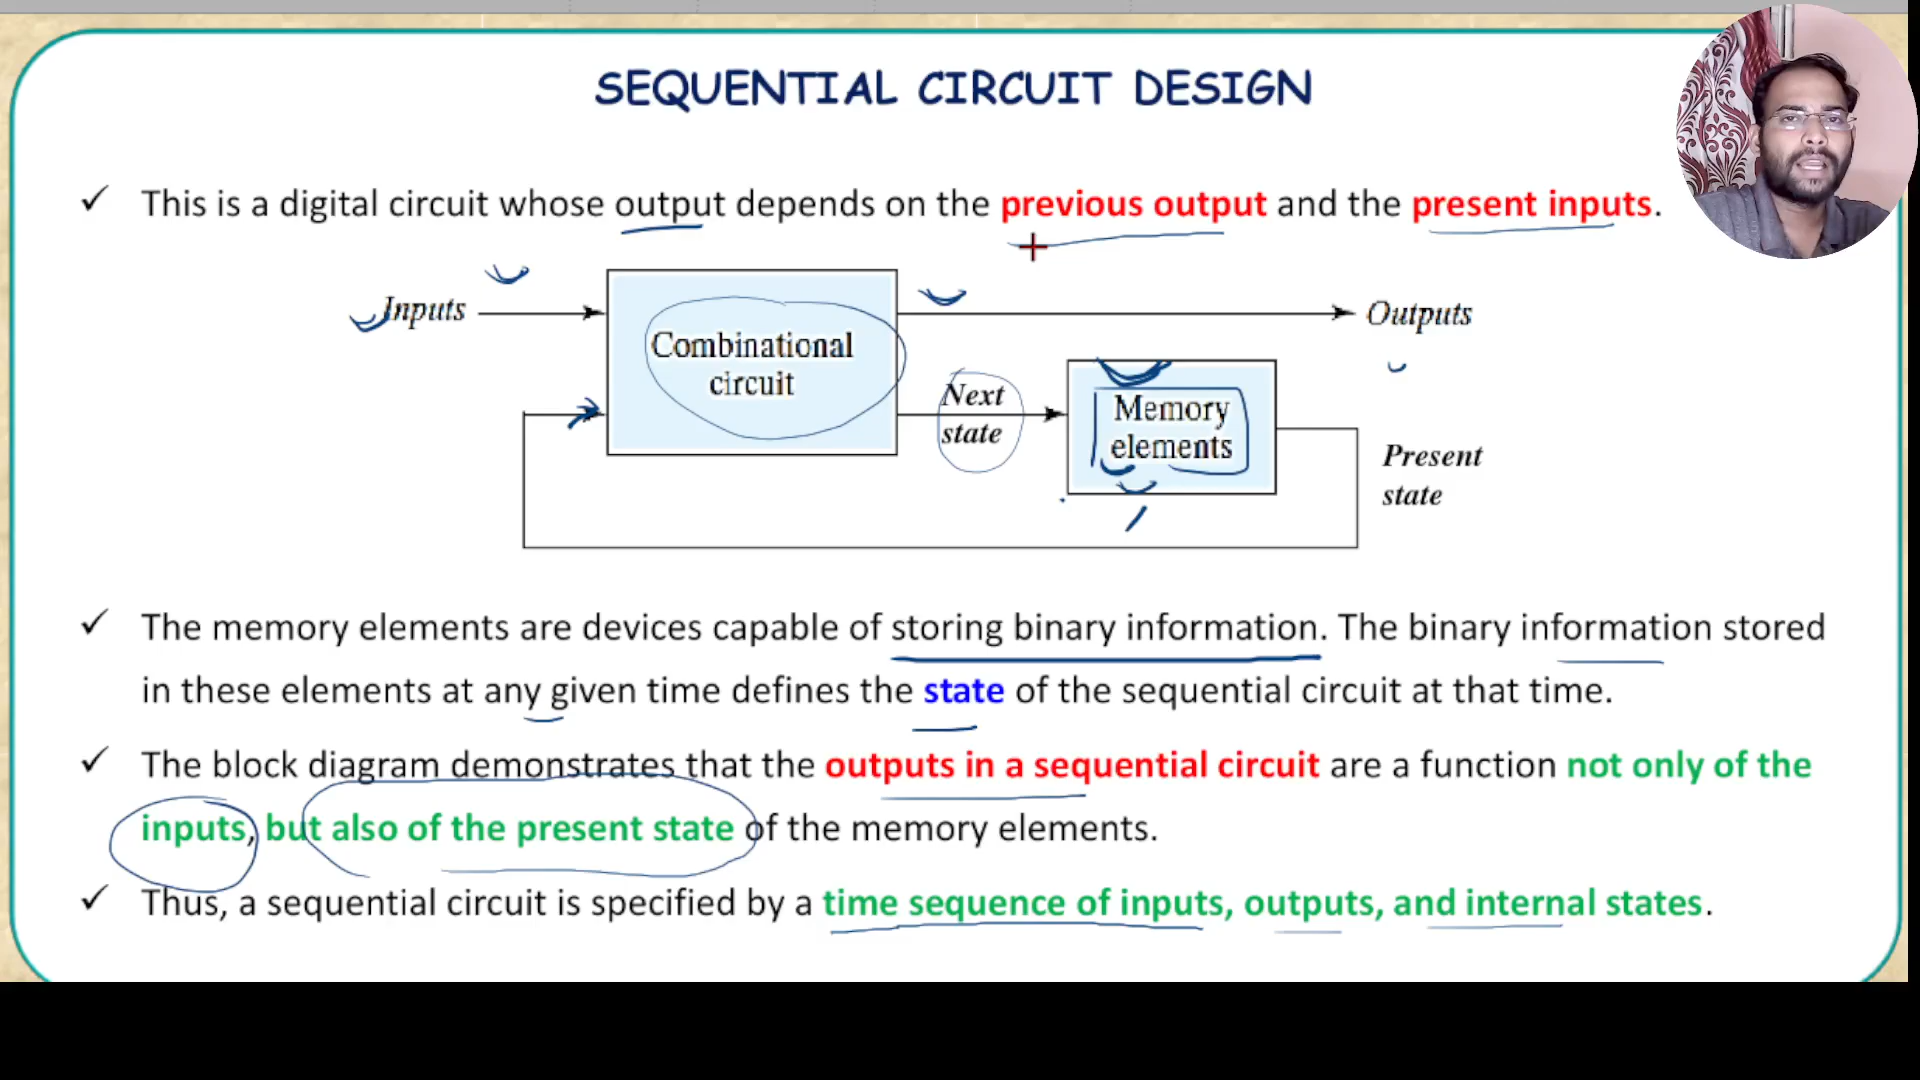 SEQUENTIAL CIRCUIT DESIGN
✓ This is a digital circuit whose output depends on the previous output and the present inputs.
Inputs
Outputs
Combinational
circuit
Next
state
Memory
elements
Present
state
✓ The memory elements are devices capable of storing binary information. The binary information stored
in these elements at any given time defines the state of the sequential circuit at that time.
✓ The block diagram demonstrates that the outputs in a sequential circuit are a function not only of the
inputs, but also of the present state of the memory elements.
✓ Thus, a sequential circuit is specified by a time sequence of inputs, outputs, and internal states.